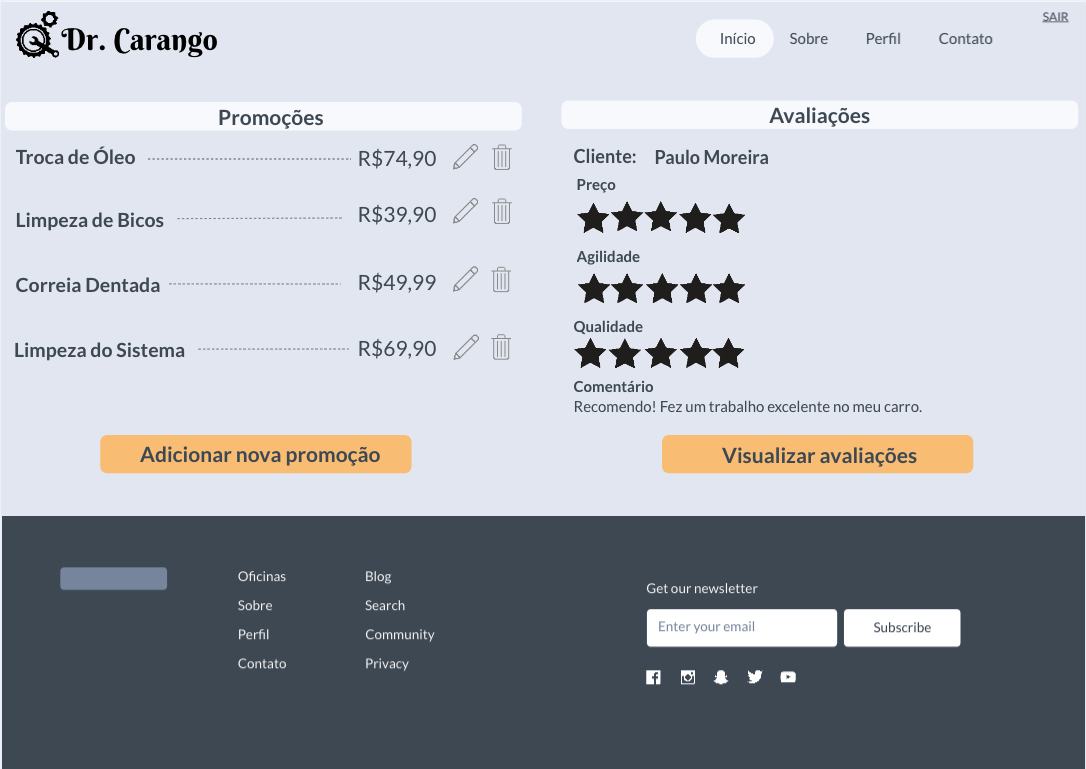 SAIR
Dr. Carango
Início Sobre Perfil Contato
Promoções
Troca de Óleo R$74,90
Limpeza de Bicos R$39,90
Correia Dentada R$49,99
Limpeza do Sistema R$69,90
Adicionar nova promoção
Avaliações
Cliente: Paulo Moreira
Preço
Agilidade
Qualidade
Comentário
Recomendo! Fez um trabalho excelente no meu carro.
Visualizar avaliações
Oficinas
Sobre
Perfil
Contato
Blog
Search
Community
Privacy
Get our newsletter
Enter your email Subscribe